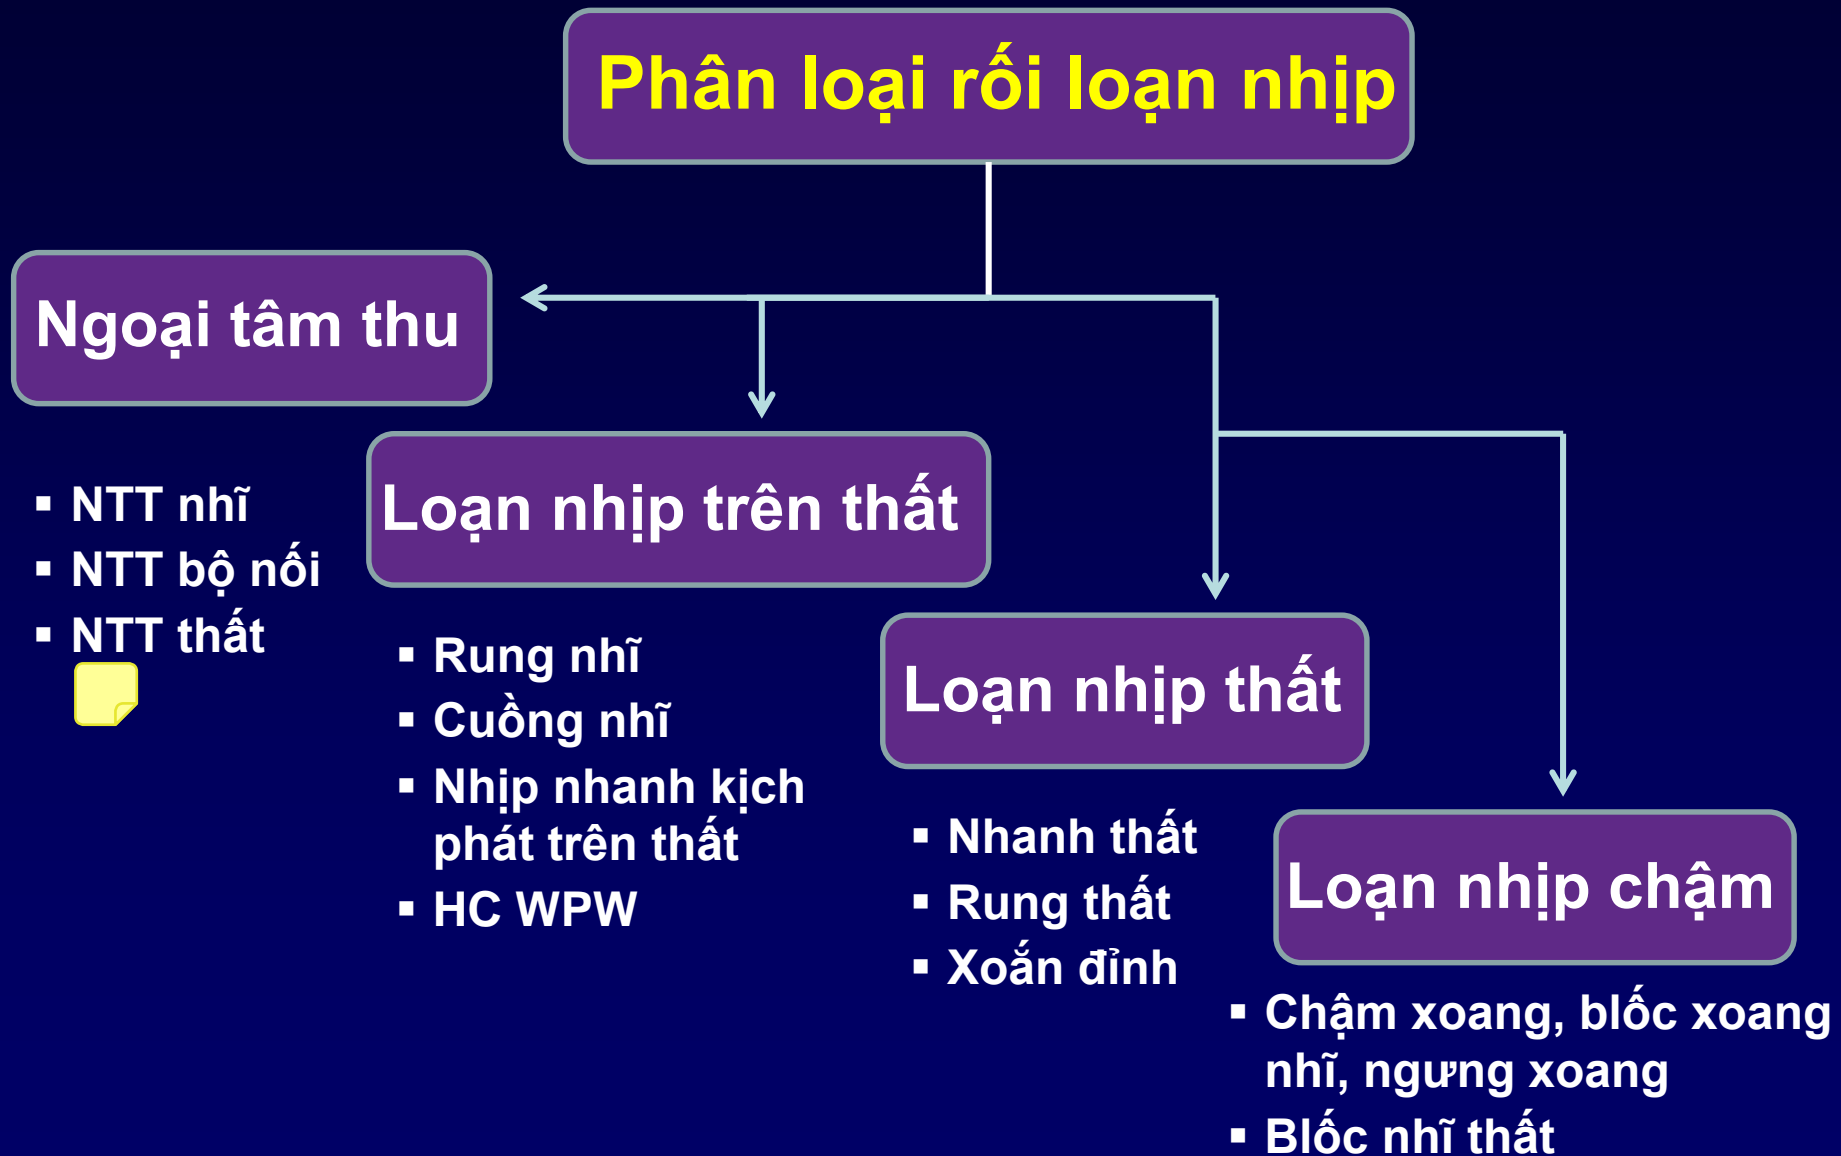 Phân loại rối loạn nhịp
Ngoại tâm thu
▪ NTT nhĩ
▪ NTT bộ nối
▪ NTT thất
Loạn nhịp trên thất
▪ Rung nhĩ
▪ Cuồng nhĩ
▪ Nhịp nhanh kịch
phát trên thất
▪ HC WPW
Loạn nhịp thất
▪ Nhanh thất
▪ Rung thất
▪ Xoắn đỉnh
Loạn nhịp chậm
▪ Chậm xoang, blốc xoang
nhĩ, ngưng xoang
▪ Blốc nhĩ thất